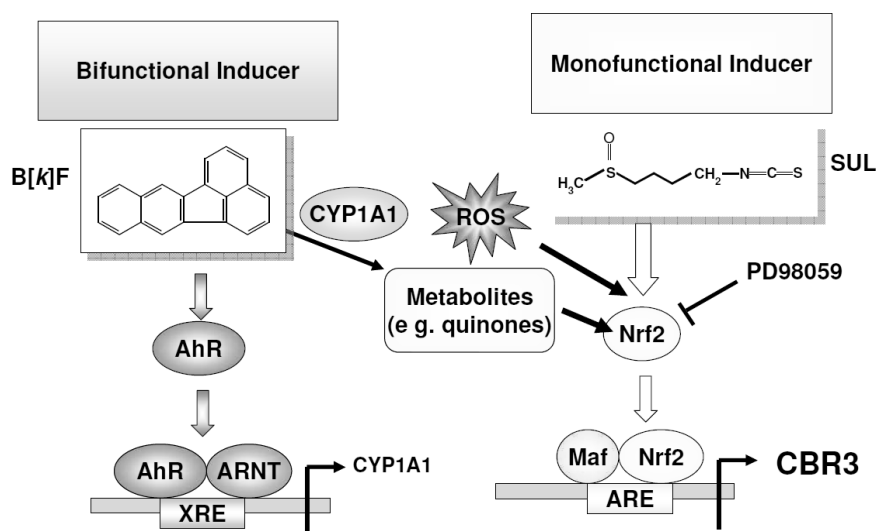 Bifunctional Inducer
Monofunctional Inducer
B[k]F
O
H3C
S
CH2
N
C
S
SUL
CYP1A1
ROS
Metabolites
(e g. quinones)
PD98059
Nrf2
AhR
AhR
ARNT
CYP1A1
XRE
Maf
Nrf2
CBR3
ARE